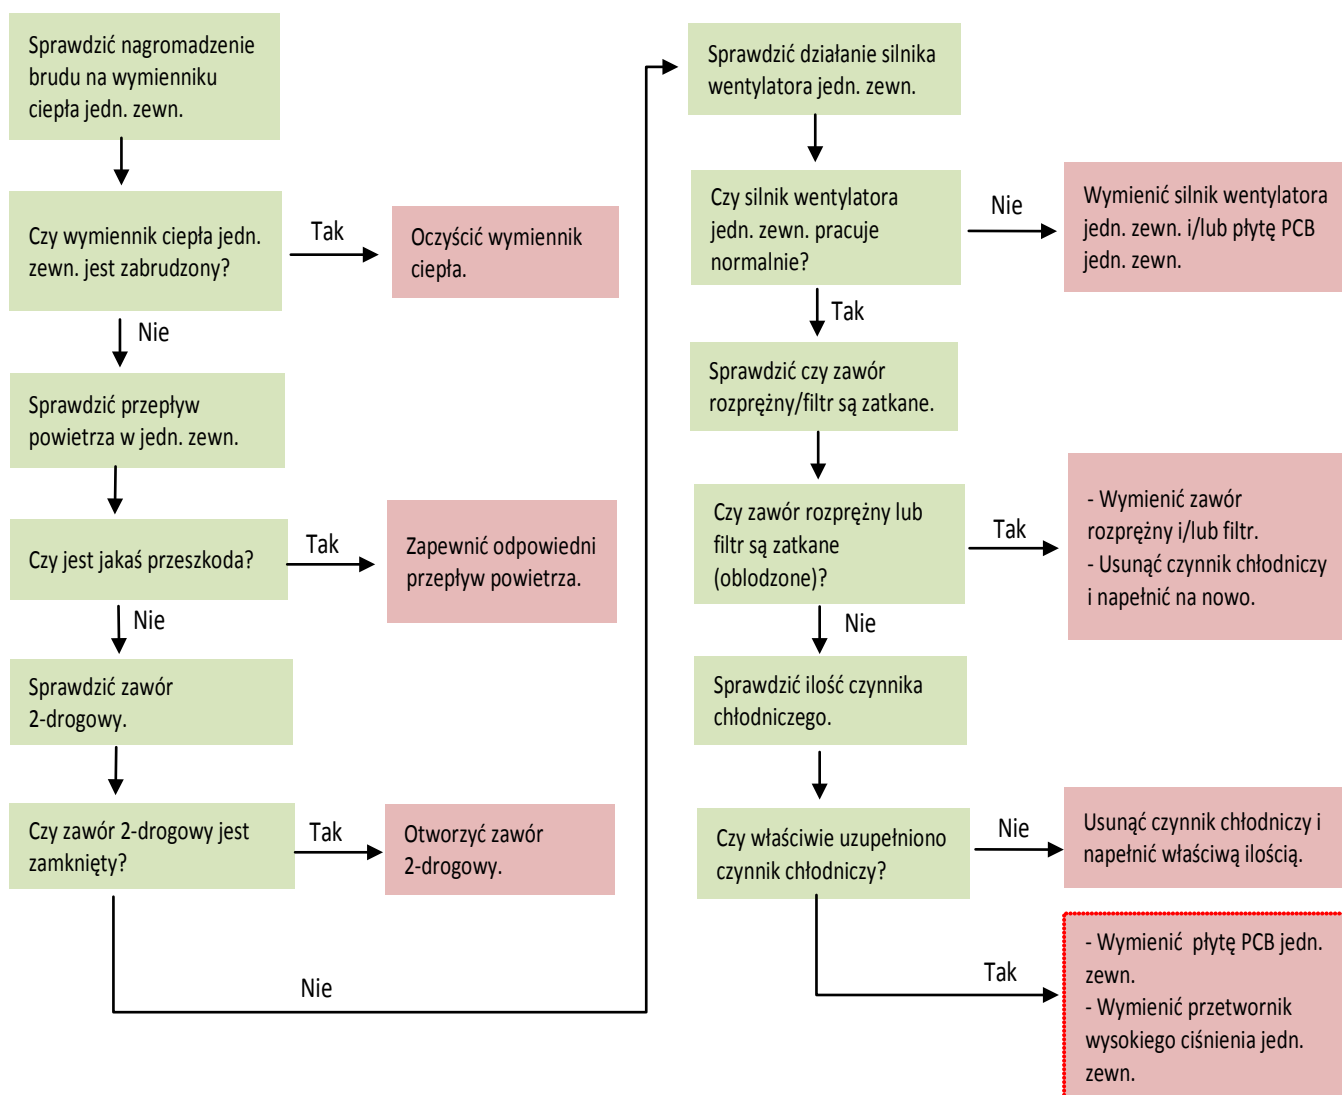 Sprawdzić nagromadzenie
brudu na wymienniku
ciepła jedn. zewn.
Czy wymiennik ciepła jedn.
zewn. jest zabrudzony?
Tak
Oczyścić wymiennik
ciepła.
Nie
Sprawdzić przepływ
powietrza w jedn. zewn.
Czy jest jakaś przeszkoda?
Tak
Zapewnić odpowiedni
przepływ powietrza.
Nie
Sprawdzić zawór
2-drogowy.
Czy zawór 2-drogowy jest
zamknięty?
Tak
Otworzyć zawór
2-drogowy.
Nie
Sprawdzić działanie silnika
wentylatora jedn. zewn.
Czy silnik wentylatora
jedn. zewn. pracuje
normalnie?
Nie
Wymienić silnik wentylatora
jedn. zewn. i/lub płytę PCB
jedn. zewn.
Tak
Sprawdzić czy zawór
rozprężny/filtr są zatkane.
Czy zawór rozprężny lub
filtr są zatkane
(oblodzone)?
Tak
- Wymienić zawór
rozprężny i/lub filtr.
- Usunąć czynnik chłodniczy
i napełnić na nowo.
Nie
Sprawdzić ilość czynnika
chłodniczego.
Czy właściwie uzupełniono
czynnik chłodniczy?
Nie
Usunąć czynnik chłodniczy i
napełnić właściwą ilością.
Tak
- Wymienić płytę PCB jedn.
zewn.
- Wymienić przetwornik
wysokiego ciśnienia jedn.
zewn.